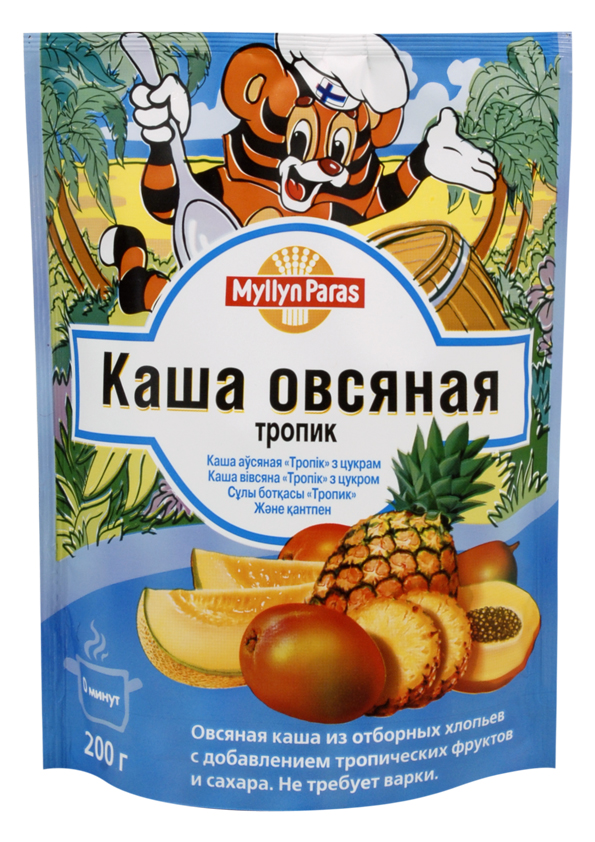 Myllyn Paras
Каша овсяная
тропик
Каша аўсяная «Тропік» з цукрам
Каша вівсяна «Тропік» з цукром
Сұлы ботқасы «Тропик»
Және қантпен
0 минут
200 г
Овсяная каша из отборных хлопьев
с добавлением тропических фруктов
и сахара. Не требует варки.